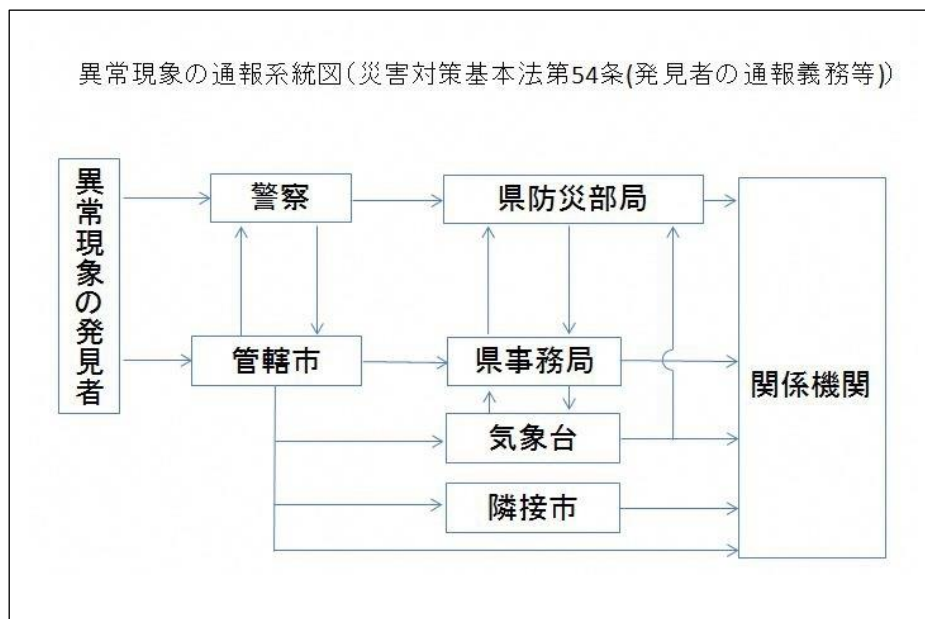 異常現象の通報系統図(災害対策基本法第54条(発見者の通報義務等))
異常現象の発見者
警察
県防災部局
管轄市
県事務局
関係機関
気象台
隣接市